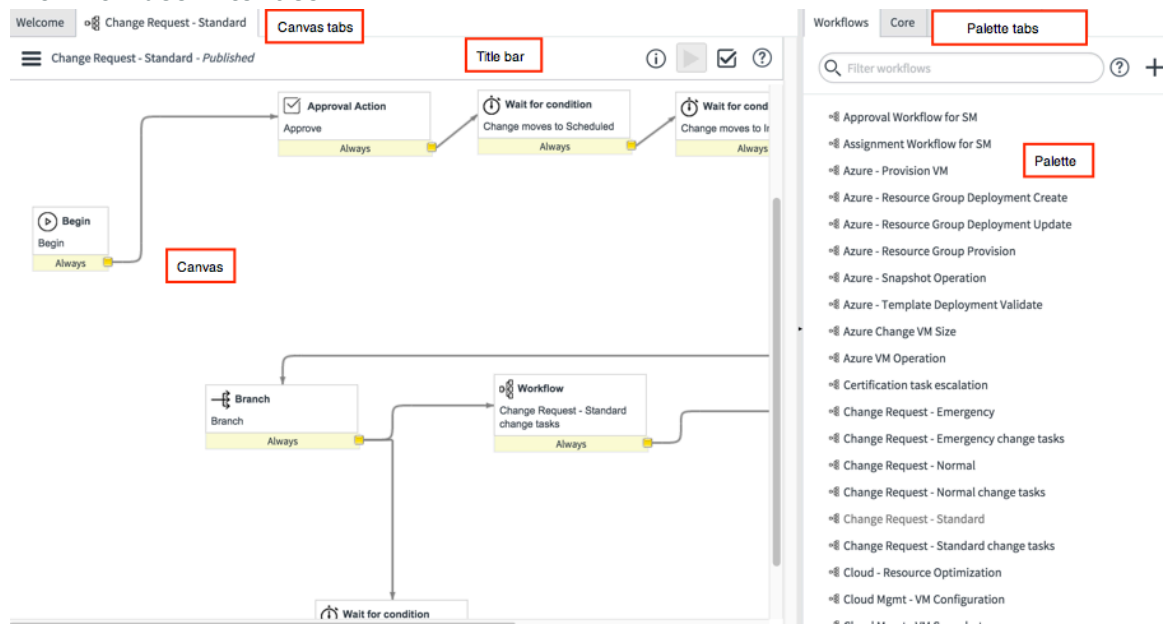 Welcome
Change Request - Standard
Canvas tabs
Workflows
Core
Palette tabs
Change Request - Standard - Published
Title bar
Filter workflows
Approval Action
Approve
Always
Wait for condition
Change moves to Scheduled
Always
Wait for cond
Change moves to Ir
Always
Begin
Begin
Always
Canvas
Branch
Branch
Always
Workflow
Change Request - Standard
change tasks
Always
Wait for condition
Approval Workflow for SM
Assignment Workflow for SM
Palette
Azure - Provision VM
Azure - Resource Group Deployment Create
Azure - Resource Group Deployment Update
Azure - Resource Group Provision
Azure - Snapshot Operation
Azure - Template Deployment Validate
Azure Change VM Size
Azure VM Operation
Certification task escalation
Change Request - Emergency
Change Request - Emergency change tasks
Change Request - Normal
Change Request - Normal change tasks
Change Request - Standard
Change Request - Standard change tasks
Cloud - Resource Optimization
Cloud Mgmt - VM Configuration